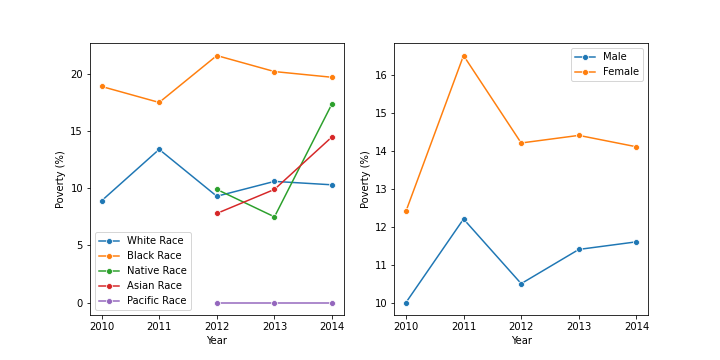 20
15
10
5
0
Poverty (%)
2010 2011 2012 2013 2014
Year
White Race
Black Race
Native Race
Asian Race
Pacific Race
16
15
14
13
12
11
10
Poverty (%)
2010 2011 2012 2013 2014
Year
Male
Female